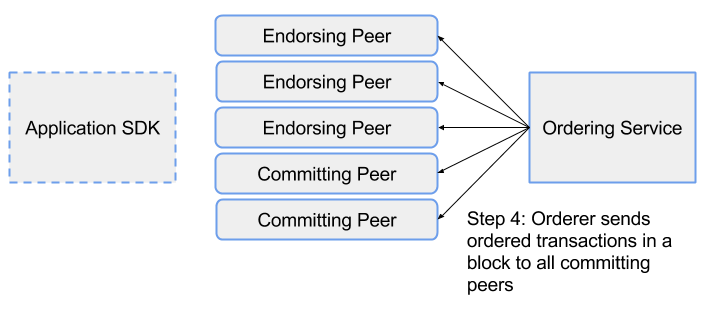 Endorsing Peer
Endorsing Peer
Application SDK
Endorsing Peer
Ordering Service
Committing Peer
Committing Peer
Step 4: Orderer sends
ordered transactions in a
block to all committing
peers